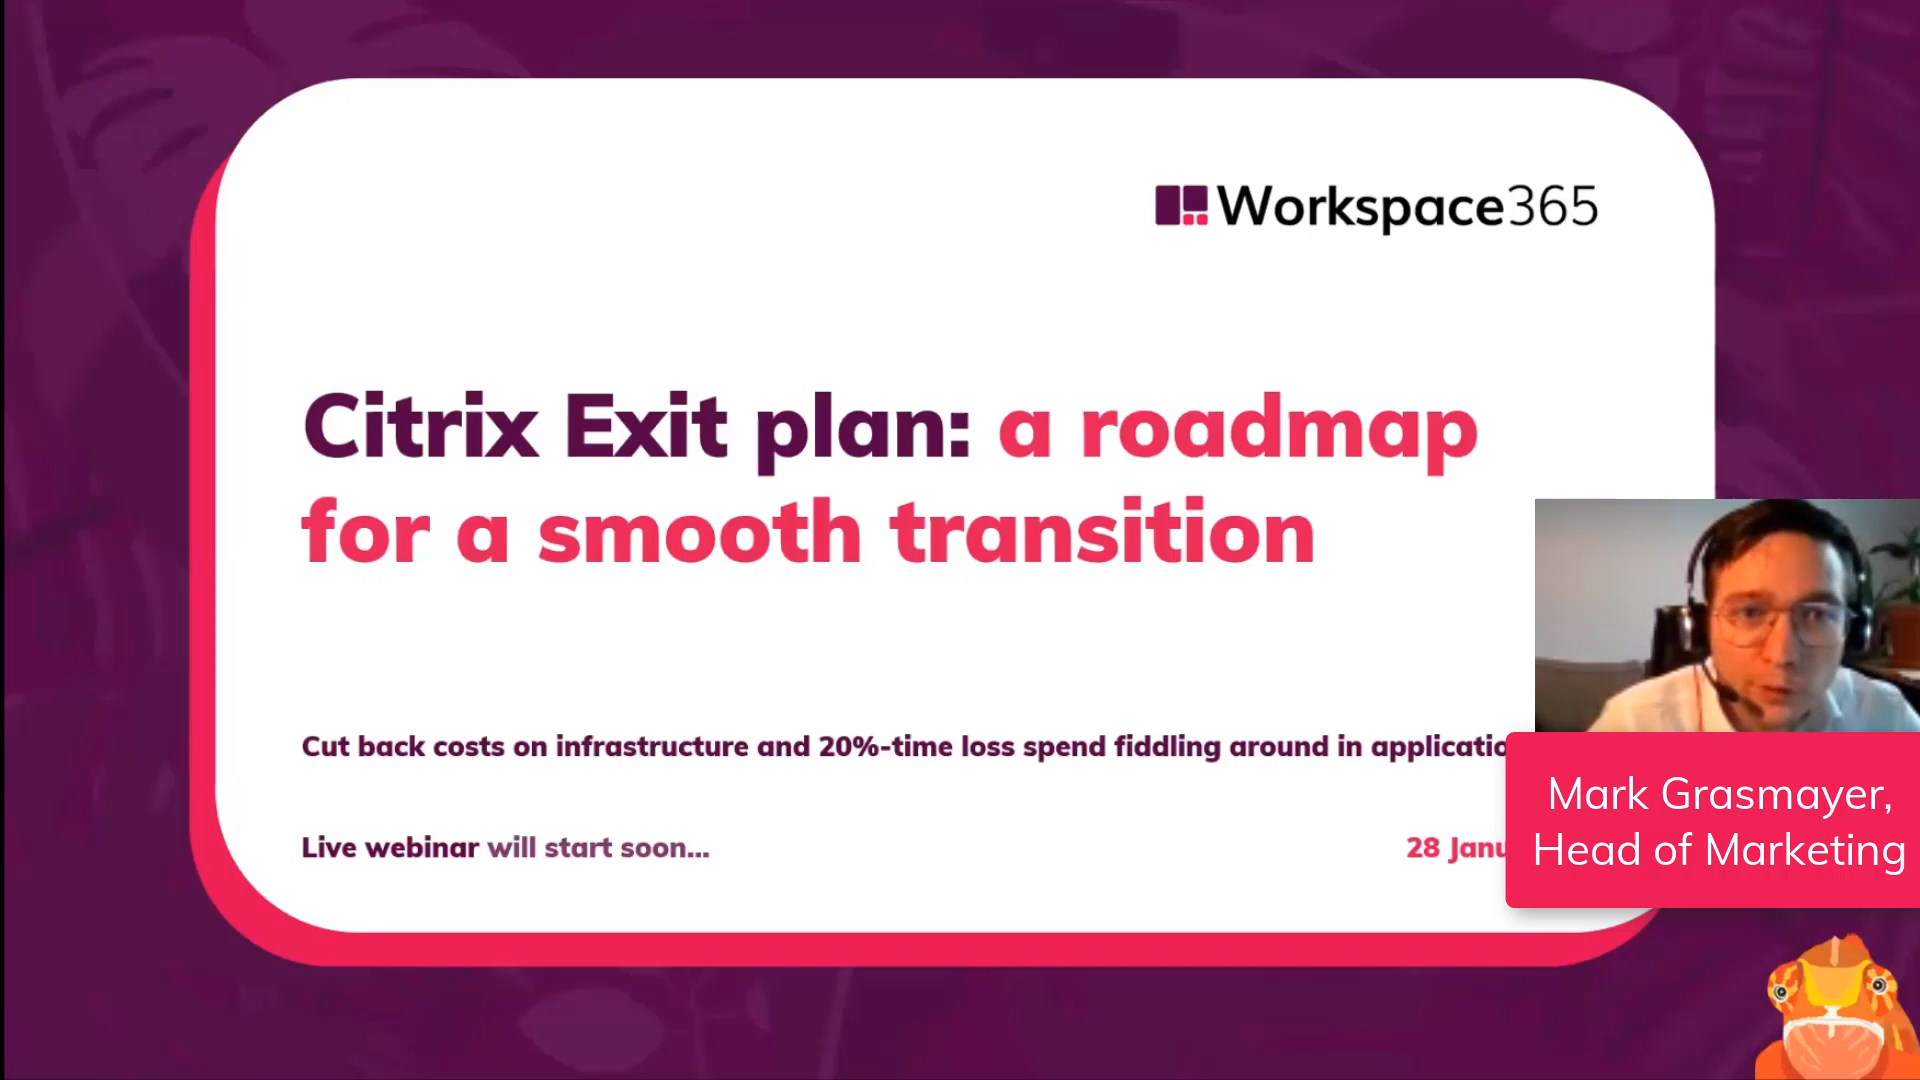 Workspace365
Citrix Exit plan: a roadmap
for a smooth transition
Cut back costs on infrastructure and 20%-time loss spend fiddling around in applicatio
Live webinar will start soon...
28 Janu
Mark Grasmayer,
Head of Marketing